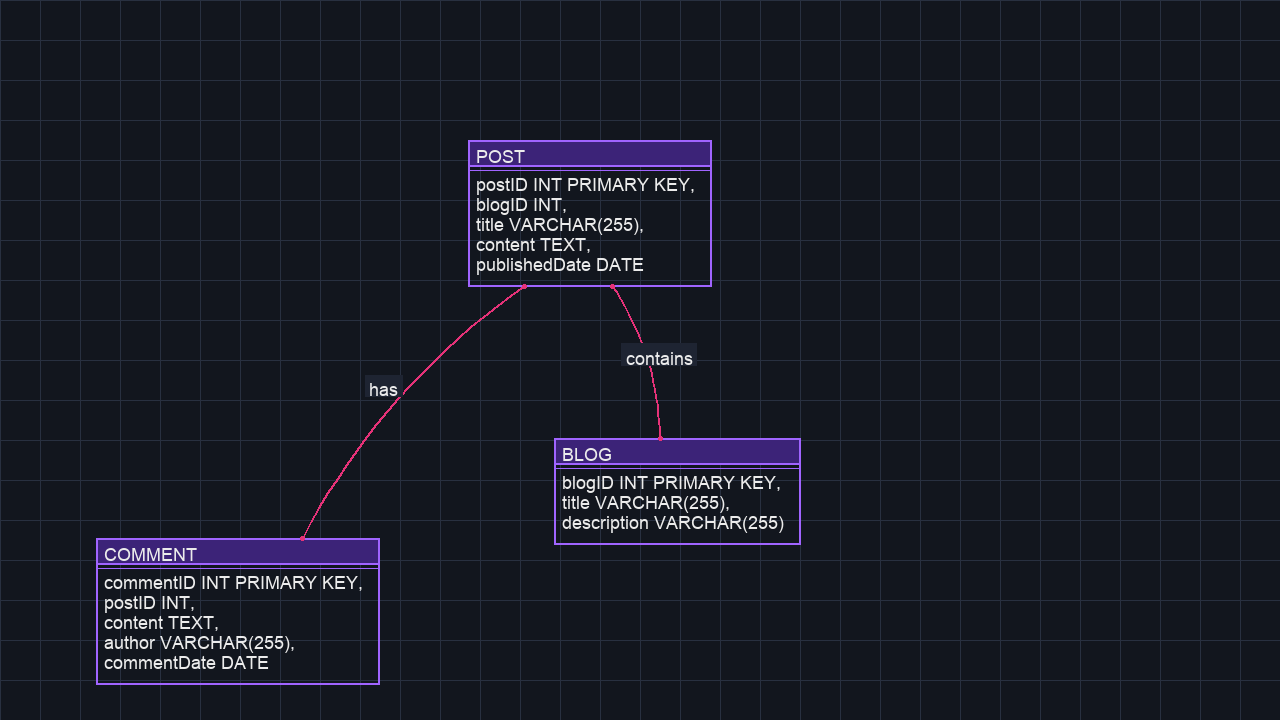 POST
postID INT PRIMARY KEY,
blogID INT,
title VARCHAR(255),
content TEXT,
publishedDate DATE
contains
has
BLOG
blogID INT PRIMARY KEY,
title VARCHAR(255),
description VARCHAR(255)
COMMENT
commentID INT PRIMARY KEY,
postID INT,
content TEXT,
author VARCHAR(255),
commentDate DATE